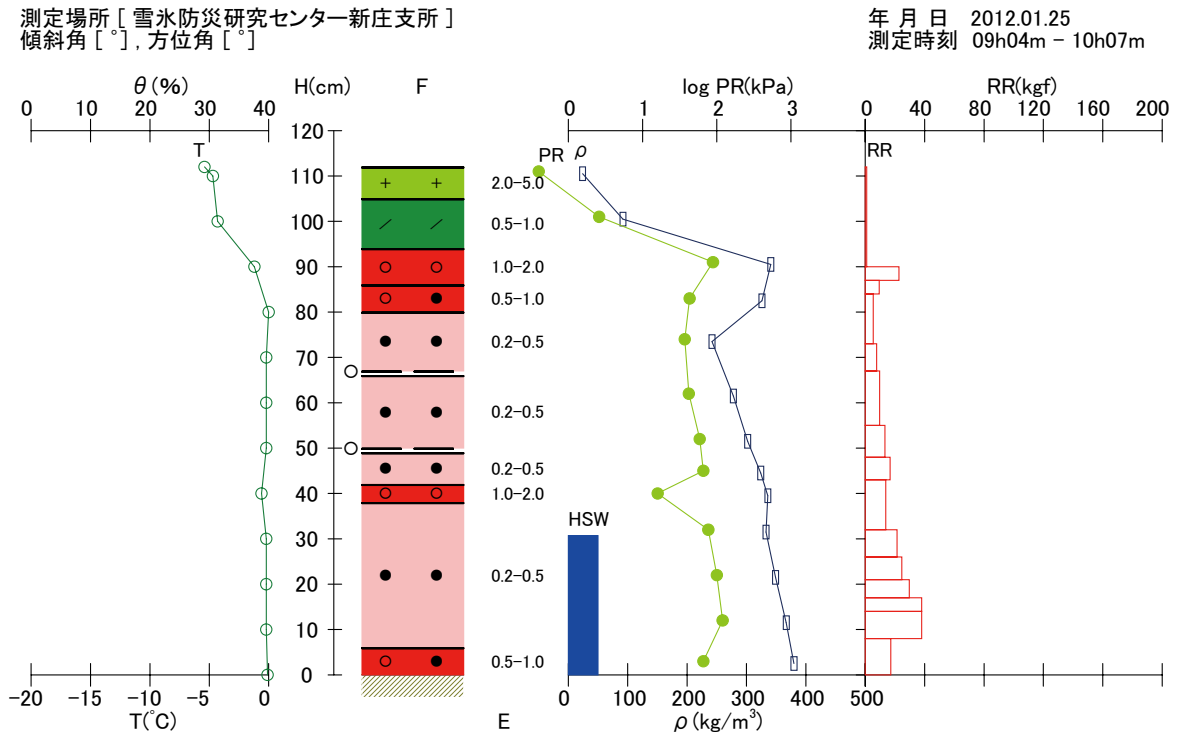 測定場所 [ 雪氷防災研究センター新庄支所 ]
年 月 日 2012.01.25
傾斜角 [ ° ] , 方位角 [ ° ]
測定時刻 09h04m - 10h07m
θ (%) H(cm) F log PR(kPa) RR(kgf)
0 10 20 30 40 0 1 2 3 0 40 80 120 160 200
120
T PR ρ RR
110 2.0-5.0
100 0.5-1.0
90 1.0-2.0
80 0.5-1.0
70 0.2-0.5
60 0.2-0.5
50 0.2-0.5
40 1.0-2.0
30 HSW
20 0.2-0.5
10
0 0.5-1.0
-20 -15 -10 -5 0 0 100 200 300 400 500
T(°C) E ρ (kg/m³)